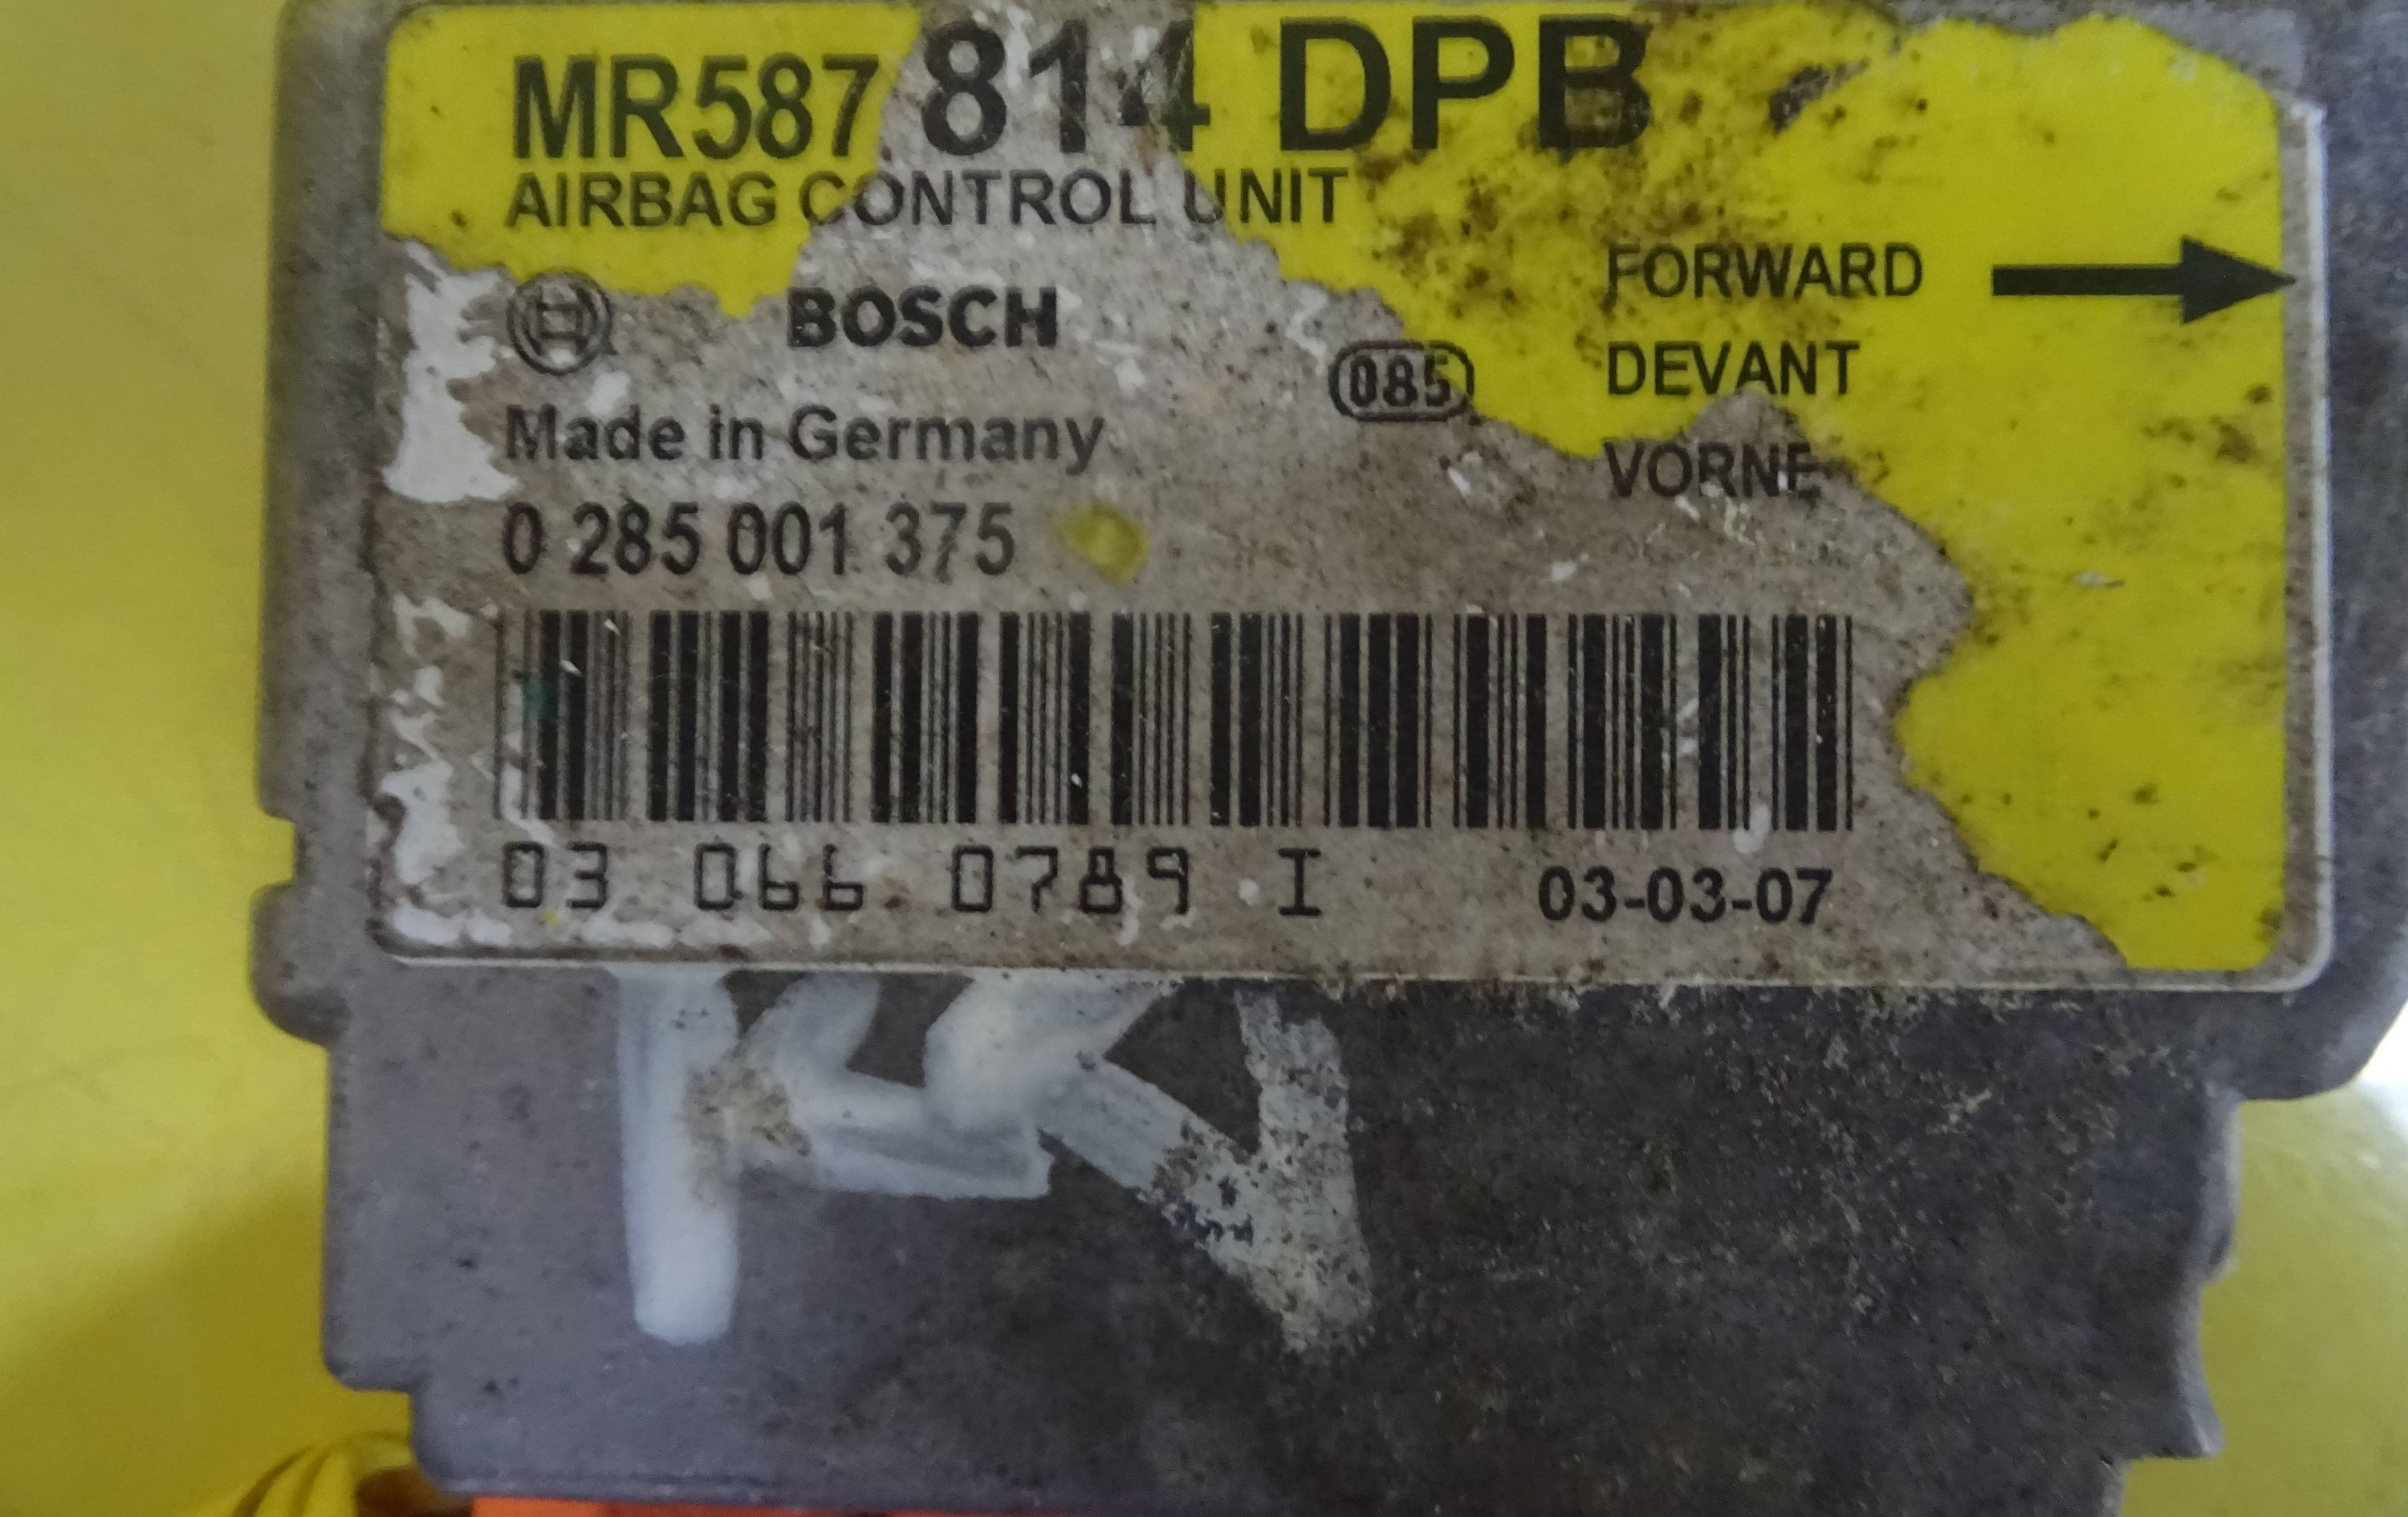 MR587 814 DPB
AIRBAG CONTROL UNIT
FORWARD
BOSCH
085
DEVANT
Made in Germany
VORNE
0 285 001 375
03 066 0789 I
03-03-07